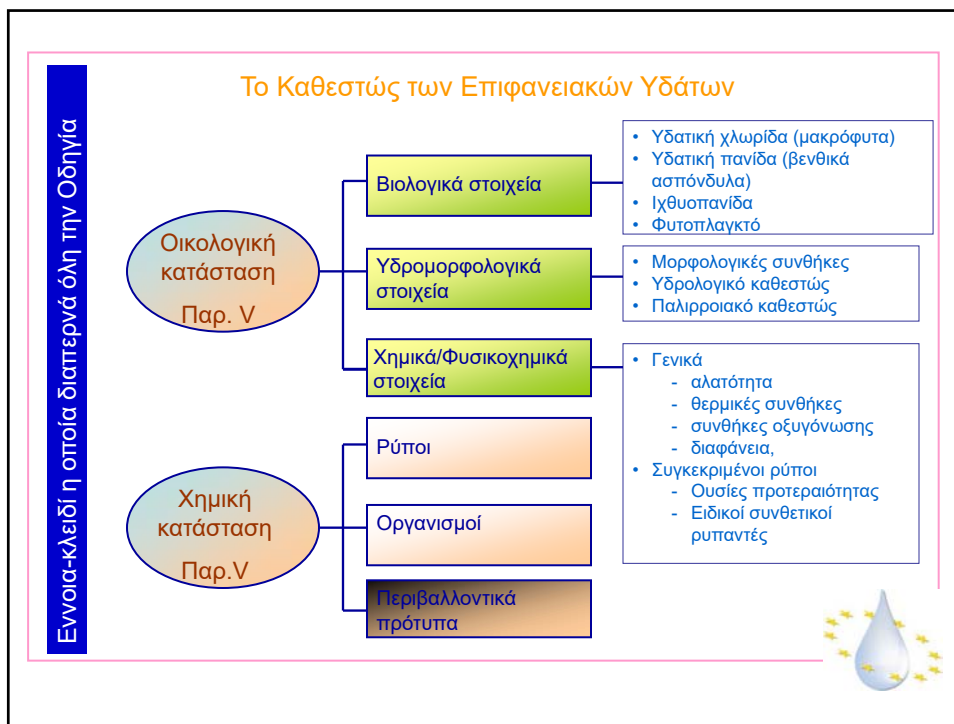 Το Καθεστώς των Επιφανειακών Υδάτων
Εννοια-κλειδί η οποία διαπερνά όλη την Οδηγία
Οικολογική
κατάσταση
Παρ. V
Βιολογικά στοιχεία
• Υδατική χλωρίδα (μακρόφυτα)
• Υδατική πανίδα (βενθικά
ασπόνδυλα)
• Ιχθυοπανίδα
• Φυτοπλαγκτό
Υδρομορφολογικά
στοιχεία
• Μορφολογικές συνθήκες
• Υδρολογικό καθεστώς
• Παλιρροιακό καθεστώς
Χημικά/Φυσικοχημικά
στοιχεία
• Γενικά
- αλατότητα
- θερμικές συνθήκες
- συνθήκες οξυγόνωσης
- διαφάνεια,
• Συγκεκριμένοι ρύποι
- Ουσίες προτεραιότητας
- Ειδικοί συνθετικοί
ρυπαντές
Χημική
κατάσταση
Παρ.V
Ρύποι
Οργανισμοί
Περιβαλλοντικά
πρότυπα